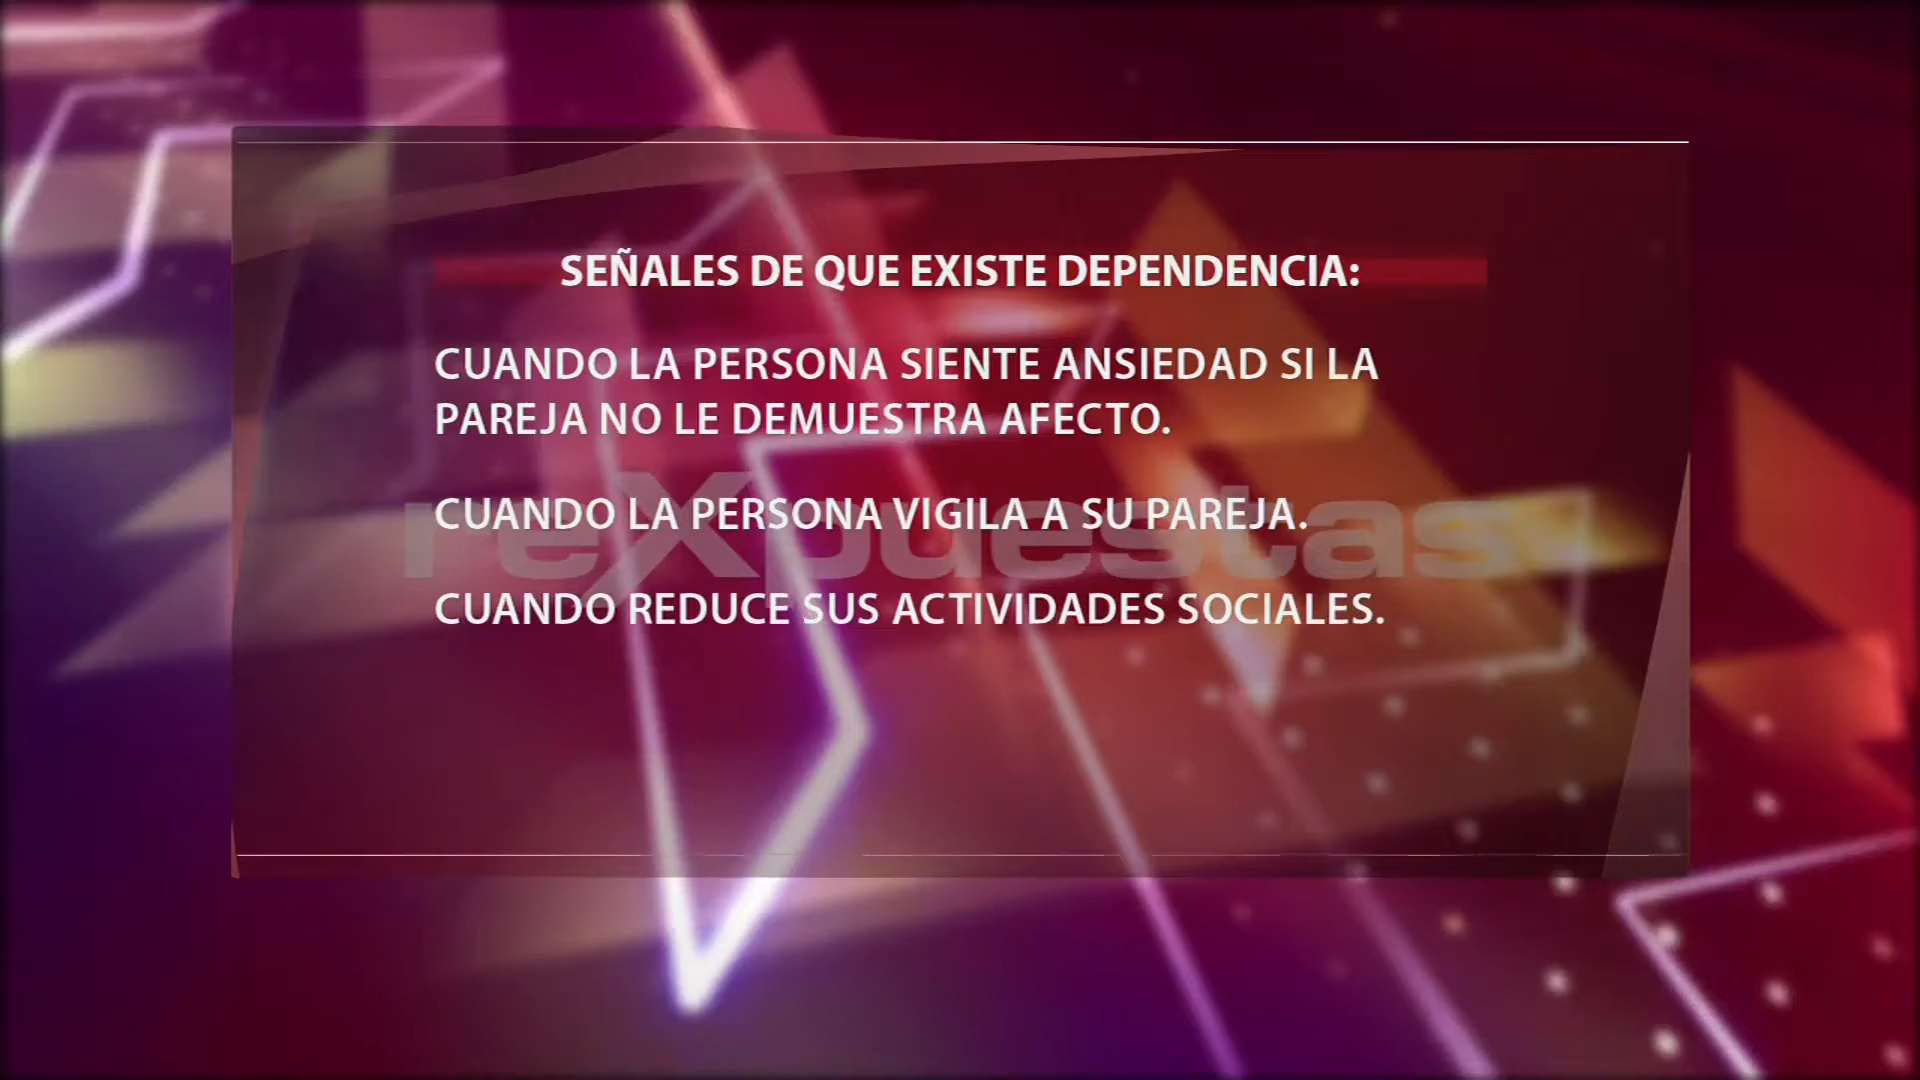 SEÑALES DE QUE EXISTE DEPENDENCIA:
CUANDO LA PERSONA SIENTE ANSIEDAD SI LA
PAREJA NO LE DEMUESTRA AFECTO.
CUANDO LA PERSONA VIGILA A SU PAREJA.
reXpuestas
CUANDO REDUCE SUS ACTIVIDADES SOCIALES.